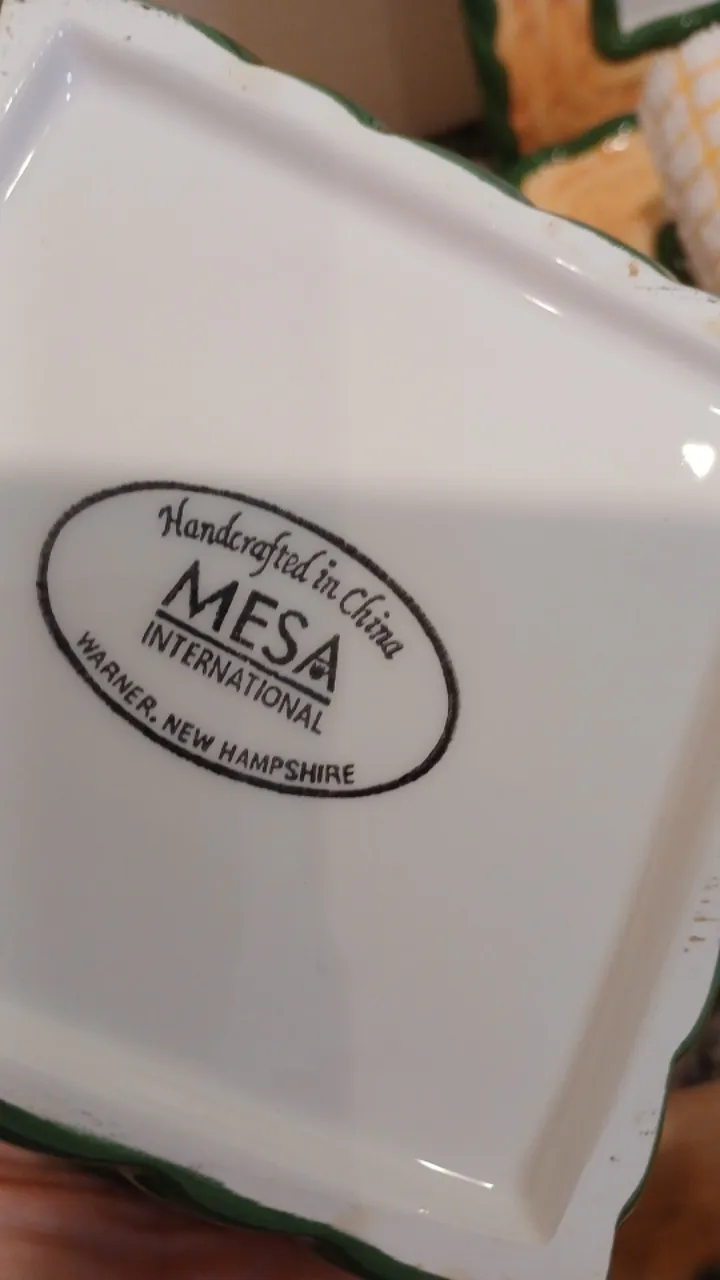 Handcrafted in China
MESA
INTERNATIONAL
WARNER, NEW HAMPSHIRE